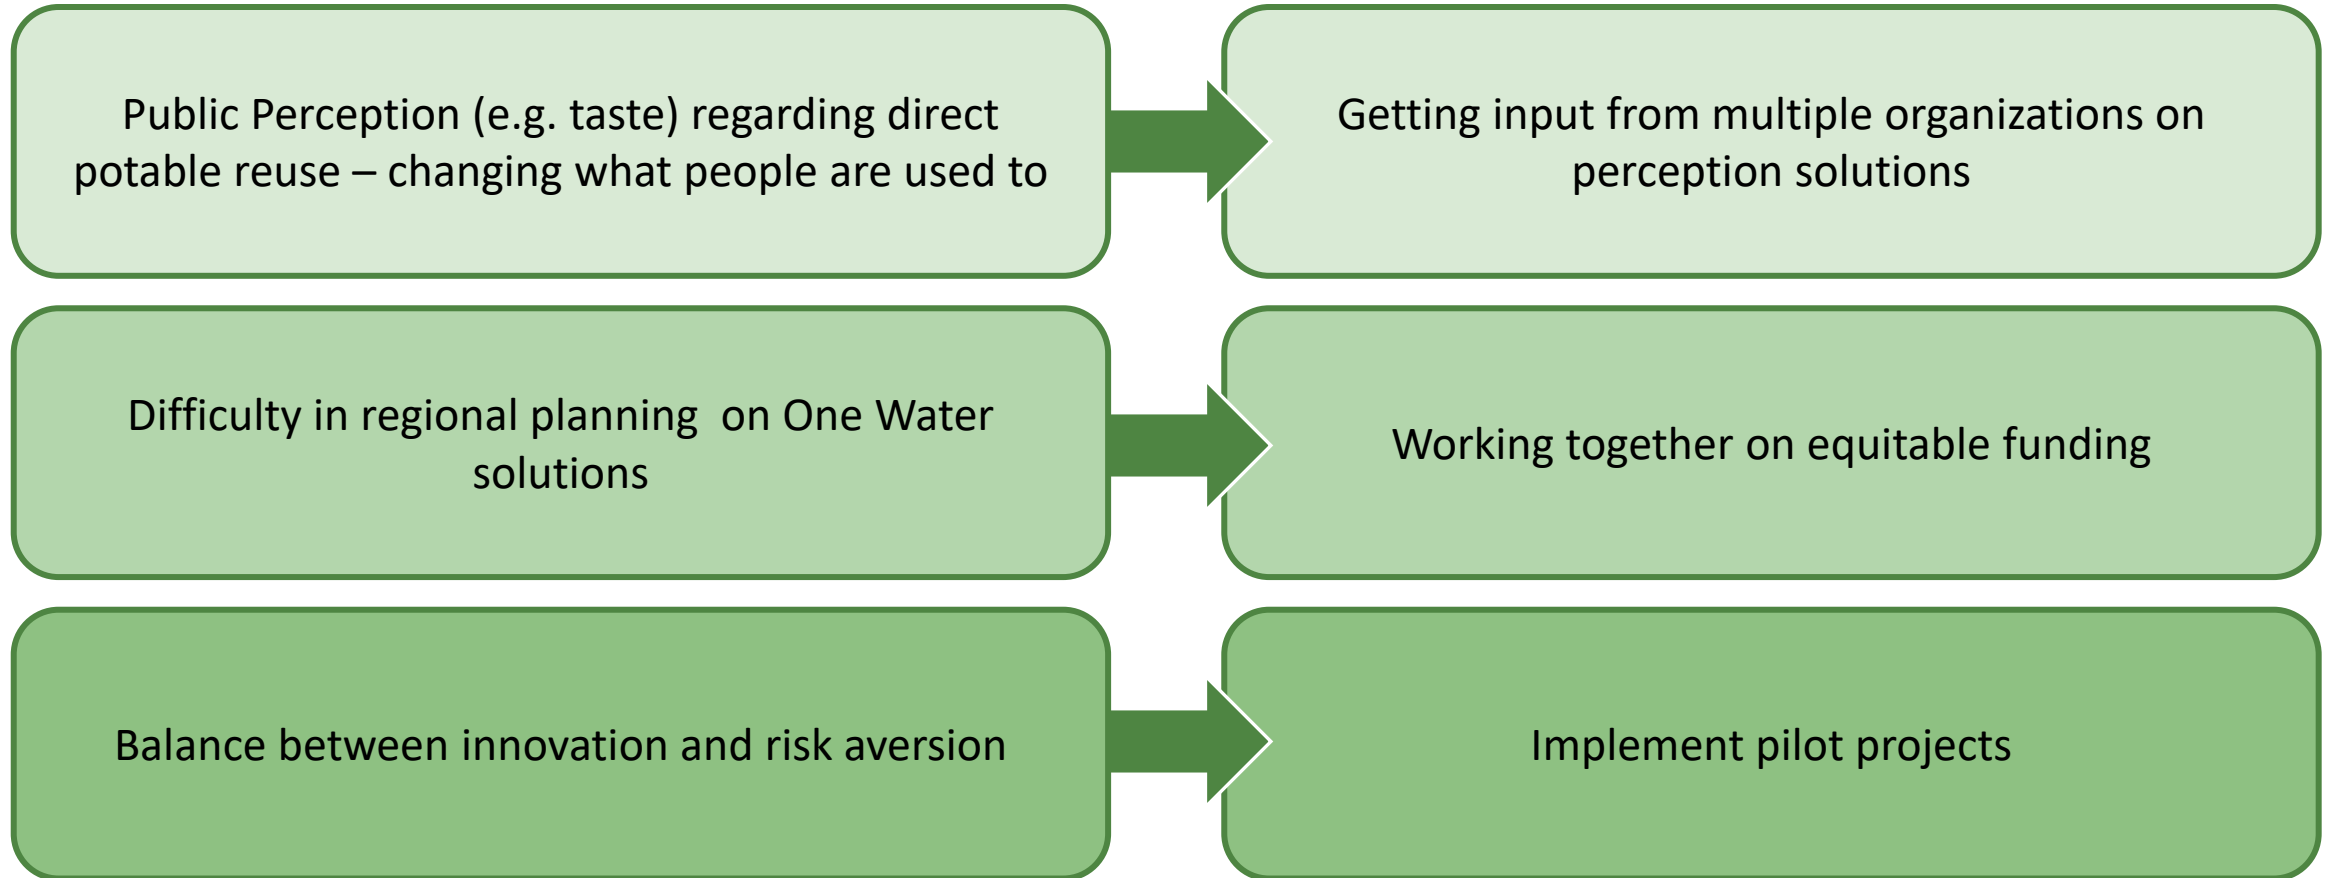 Public Perception (e.g. taste) regarding direct
potable reuse – changing what people are used to
Getting input from multiple organizations on
perception solutions
Difficulty in regional planning  on One Water
solutions
Working together on equitable funding
Balance between innovation and risk aversion
Implement pilot projects